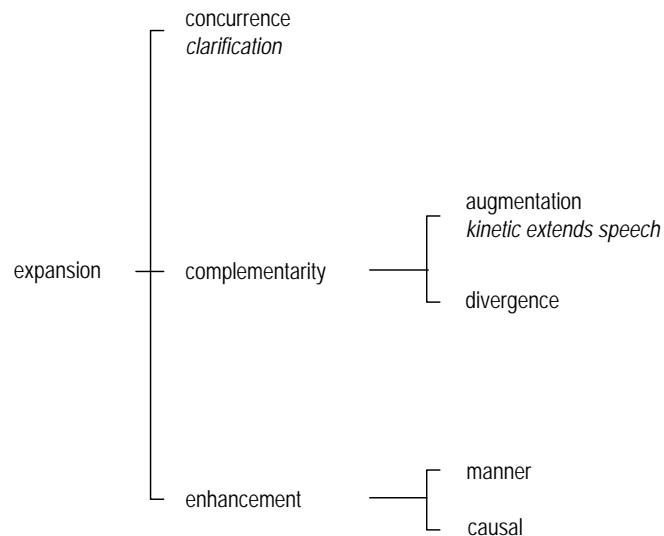 concurrence
clarification
augmentation
kinetic extends speech
expansion
complementarity
divergence
manner
enhancement
causal